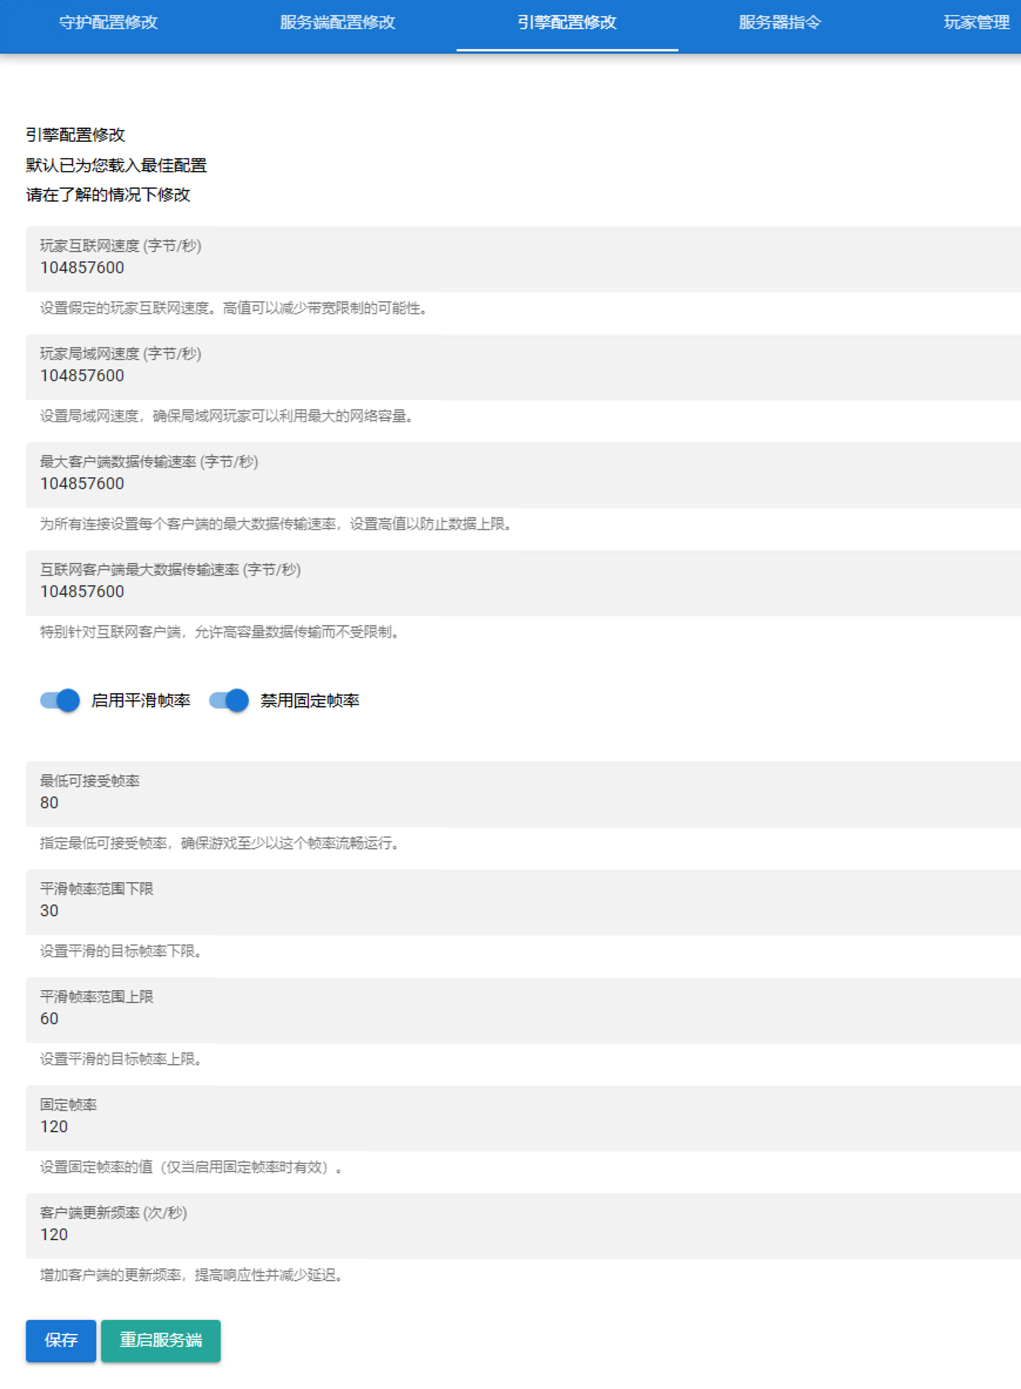 守护配置修改
服务端配置修改
引擎配置修改
服务器指令
玩家管理
引擎配置修改
默认已为您载入最佳配置
请在了解的情况下修改
玩家互联网速度 (字节/秒)
104857600
设置假定的玩家互联网速度。高值可以减少带宽限制的可能性。
玩家局域网速度 (字节/秒)
104857600
设置局域网速度，确保局域网玩家可以利用最大的网络容量。
最大客户端数据传输速率 (字节/秒)
104857600
为所有连接设置每个客户端的最大数据传输速率，设置高值以防止数据上限。
互联网客户端最大数据传输速率 (字节/秒)
104857600
特别针对互联网客户端，允许高容量数据传输而不受限制。
启用平滑帧率
禁用固定帧率
最低可接受帧率
80
指定最低可接受帧率，确保游戏至少以这个帧率流畅运行。
平滑帧率范围下限
30
设置平滑的目标帧率下限。
平滑帧率范围上限
60
设置平滑的目标帧率上限。
固定帧率
120
设置固定帧率的值（仅当启用固定帧率时有效）。
客户端更新频率 (次/秒)
120
增加客户端的更新频率，提高响应性并减少延迟。
保存
重启服务端